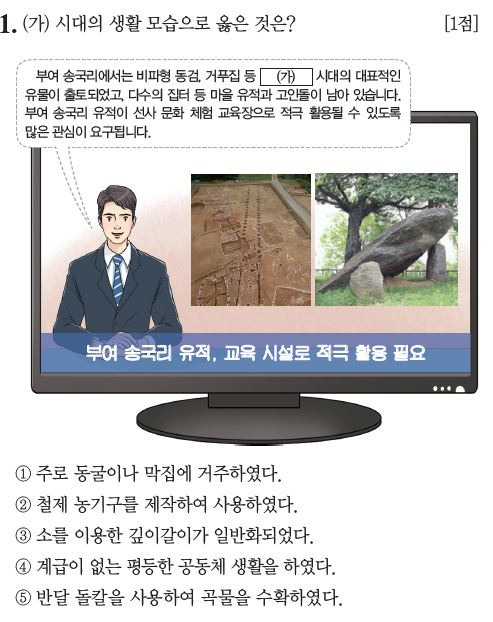 1. (가) 시대의 생활 모습으로 옳은 것은? [1점]
부여 송국리에서는 비파형 동검, 거푸집 등 (가) 시대의 대표적인
유물이 출토되었고, 다수의 집터 등 마을 유적과 고인돌이 남아 있습니다.
부여 송국리 유적이 선사 문화 체험 교육장으로 적극 활용될 수 있도록
많은 관심이 요구됩니다.
부여 송국리 유적, 교육 시설로 적극 활용 필요
① 주로 동굴이나 막집에 거주하였다.
② 철제 농기구를 제작하여 사용하였다.
③ 소를 이용한 깊이갈이가 일반화되었다.
④ 계급이 없는 평등한 공동체 생활을 하였다.
⑤ 반달 돌칼을 사용하여 곡물을 수확하였다.